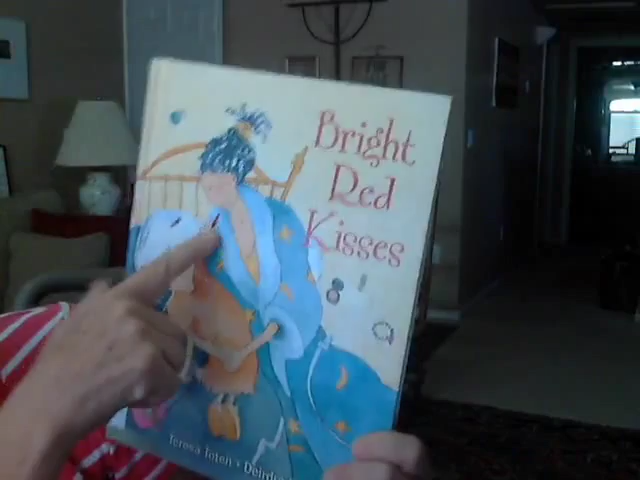 Bright
Red
Kisses
Teresa Toten •